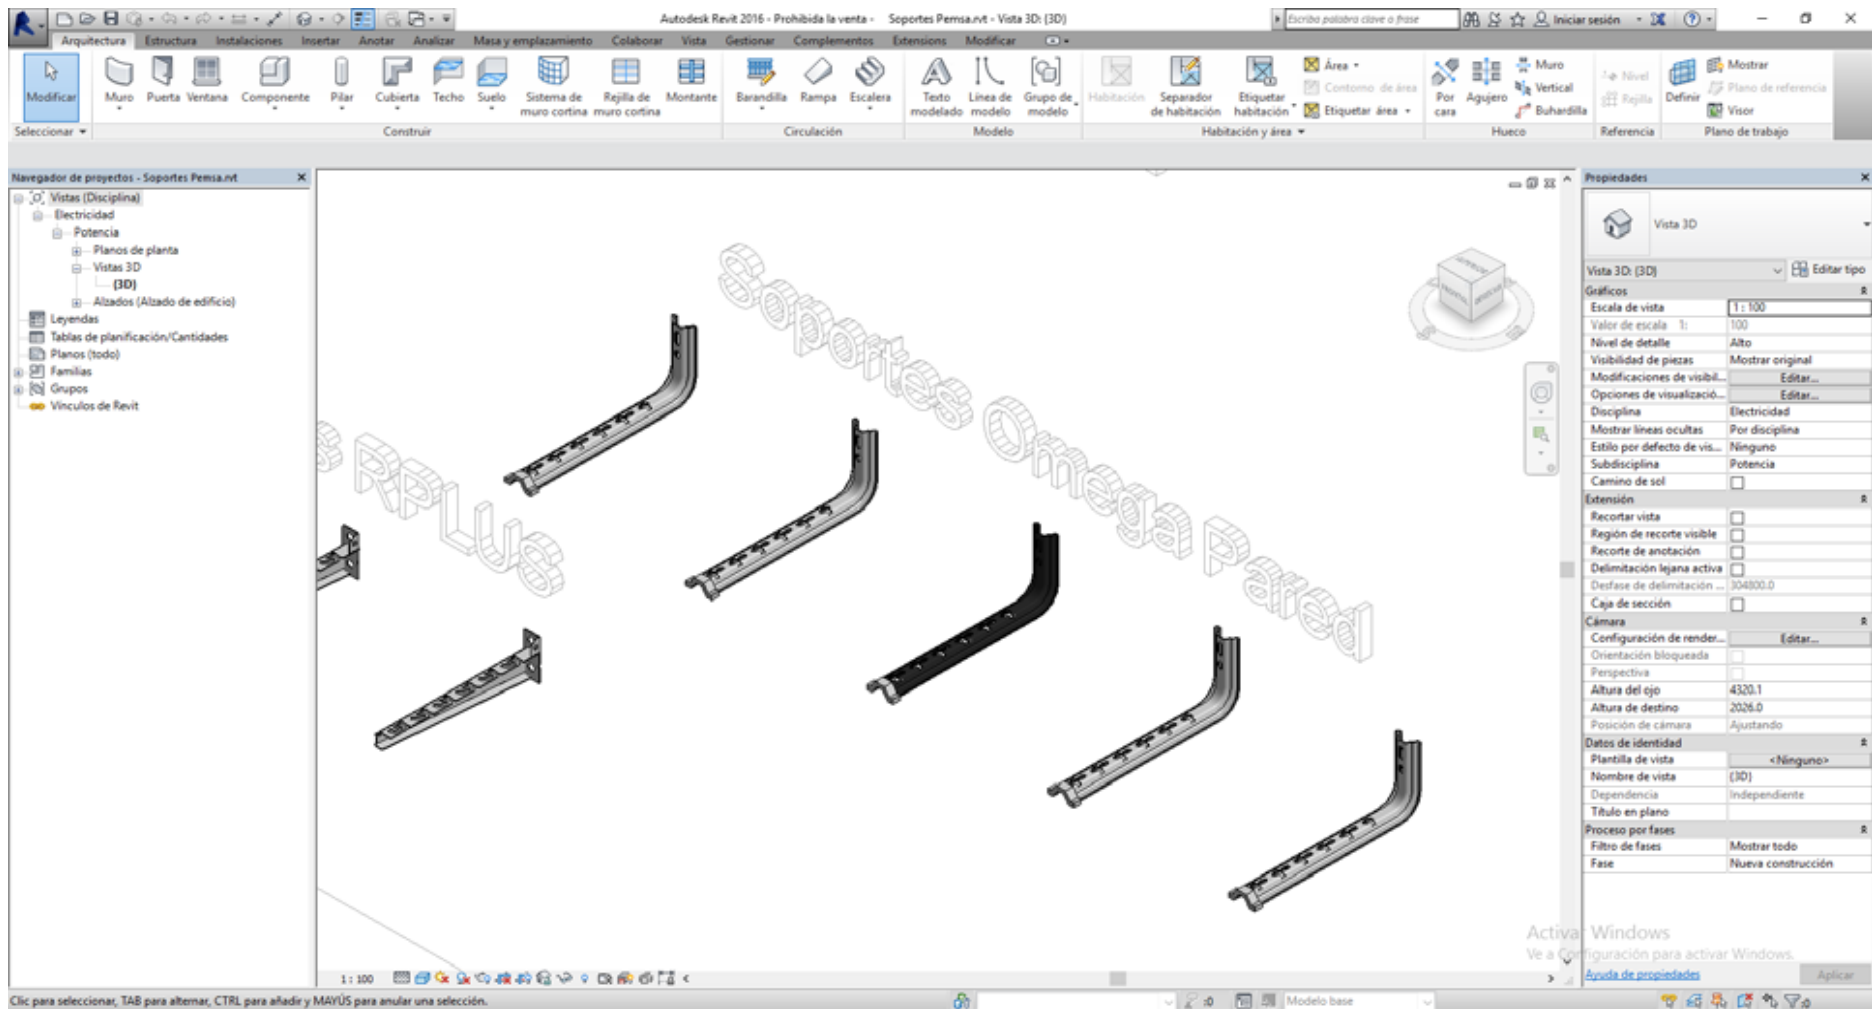 Autodesk Revit 2016 - Prohibida la venta - Soportes Pemsa.rvt - Vista 3D: {3D}
Escriba palabra clave o frase
Iniciar sesión
Arquitectura Estructura Instalaciones Insertar Anotar Analizar Masa y emplazamiento Colaborar Vista Gestionar Complementos Extensions Modificar
Modificar
Muro Puerta Ventana Componente Pilar Cubierta Techo Suelo Sistema de muro cortina Rejilla de muro cortina Montante
Barandilla Rampa Escalera
Texto modelado Línea de modelo Grupo de modelo
Habitación Separador de habitación Etiquetar habitación
Área
Contorno de área
Etiquetar área
Por cara Agujero
Muro
Vertical
Buhardilla
Nivel
Rejilla
Definir
Mostrar
Plano de referencia
Visor
Seleccionar Construir Circulación Modelo Habitación y área Hueco Referencia Plano de trabajo
Navegador de proyectos - Soportes Pemsa.rvt
Vistas (Disciplina)
Electricidad
Potencia
Planos de planta
Vistas 3D
{3D}
Alzados (Alzado de edificio)
Leyendas
Tablas de planificación/Cantidades
Planos (todo)
Familias
Grupos
Vínculos de Revit
Soportes Omega Pared
s RPLUS
Propiedades
Vista 3D
Vista 3D: {3D} Editar tipo
Gráficos
Escala de vista 1 : 100
Valor de escala 1: 100
Nivel de detalle Alto
Visibilidad de piezas Mostrar original
Modificaciones de visibil... Editar...
Opciones de visualizació... Editar...
Disciplina Electricidad
Mostrar líneas ocultas Por disciplina
Estilo por defecto de vis... Ninguno
Subdisciplina Potencia
Camino de sol
Extensión
Recortar vista
Región de recorte visible
Recorte de anotación
Delimitación lejana activa
Desfase de delimitación ... 304800.0
Caja de sección
Cámara
Configuración de render... Editar...
Orientación bloqueada
Perspectiva
Altura del ojo 4320.1
Altura de destino 2026.0
Posición de cámara Ajustando
Datos de identidad
Plantilla de vista <Ninguno>
Nombre de vista {3D}
Dependencia Independiente
Título en plano
Proceso por fases
Filtro de fases Mostrar todo
Fase Nueva construcción
Activar Windows
Ve a Configuración para activar Windows.
Ayuda de propiedades Aplicar
1 : 100
Clic para seleccionar, TAB para alternar, CTRL para añadir y MAYÚS para anular una selección.
:0 Modelo base :0